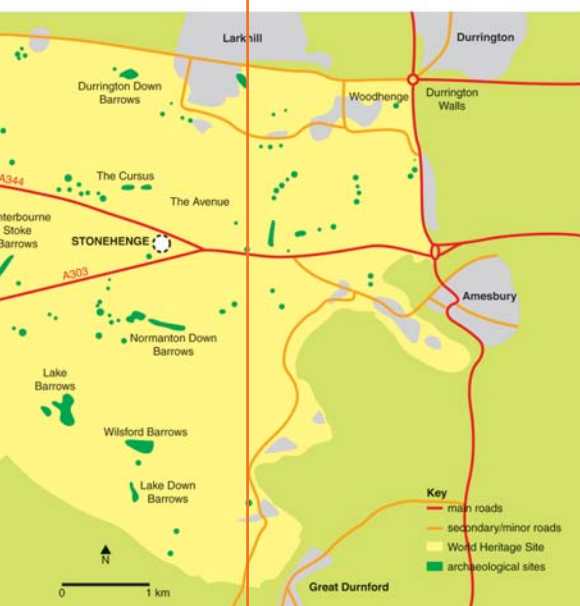 Larkhill
Durrington
Durrington Down
Barrows
Woodhenge
Durrington
Walls
A344
The Cursus
The Avenue
nterbourne
Stoke
Barrows
STONEHENGE
A303
Amesbury
Normanton Down
Barrows
Lake
Barrows
Wilsford Barrows
Lake Down
Barrows
Key
main roads
secondary/minor roads
World Heritage Site
archaeological sites
N
0 1 km
Great Durnford